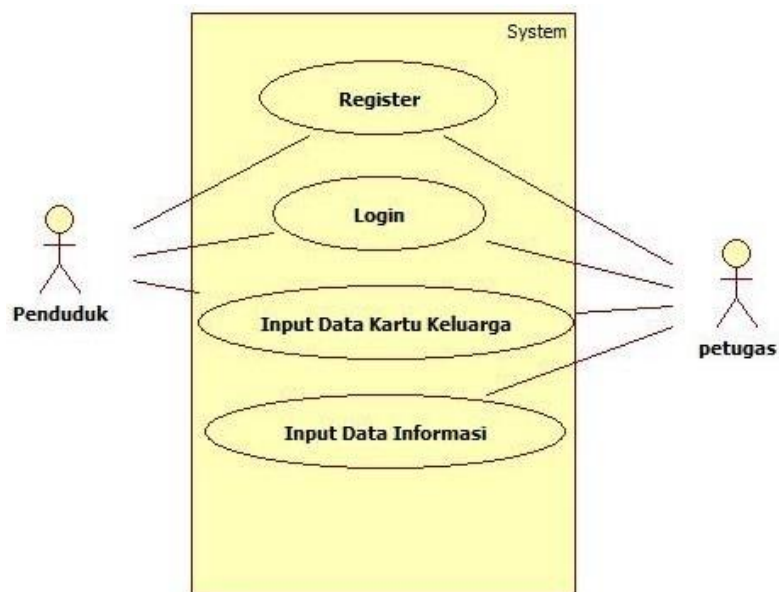 System
Register
Login
Penduduk
Input Data Kartu Keluarga
petugas
Input Data Informasi